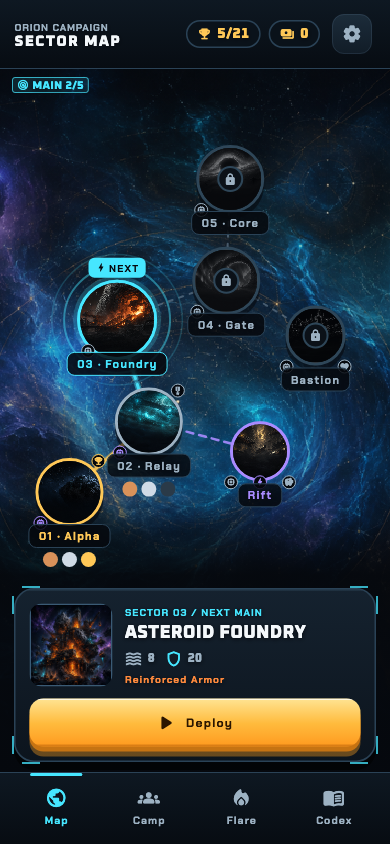 ORION CAMPAIGN
SECTOR MAP
5/21
0
MAIN 2/5
05 · Core
NEXT
04 · Gate
03 · Foundry
Bastion
02 · Relay
Rift
01 · Alpha
SECTOR 03 / NEXT MAIN
ASTEROID FOUNDRY
8
20
Reinforced Armor
Deploy
Map
Camp
Flare
Codex